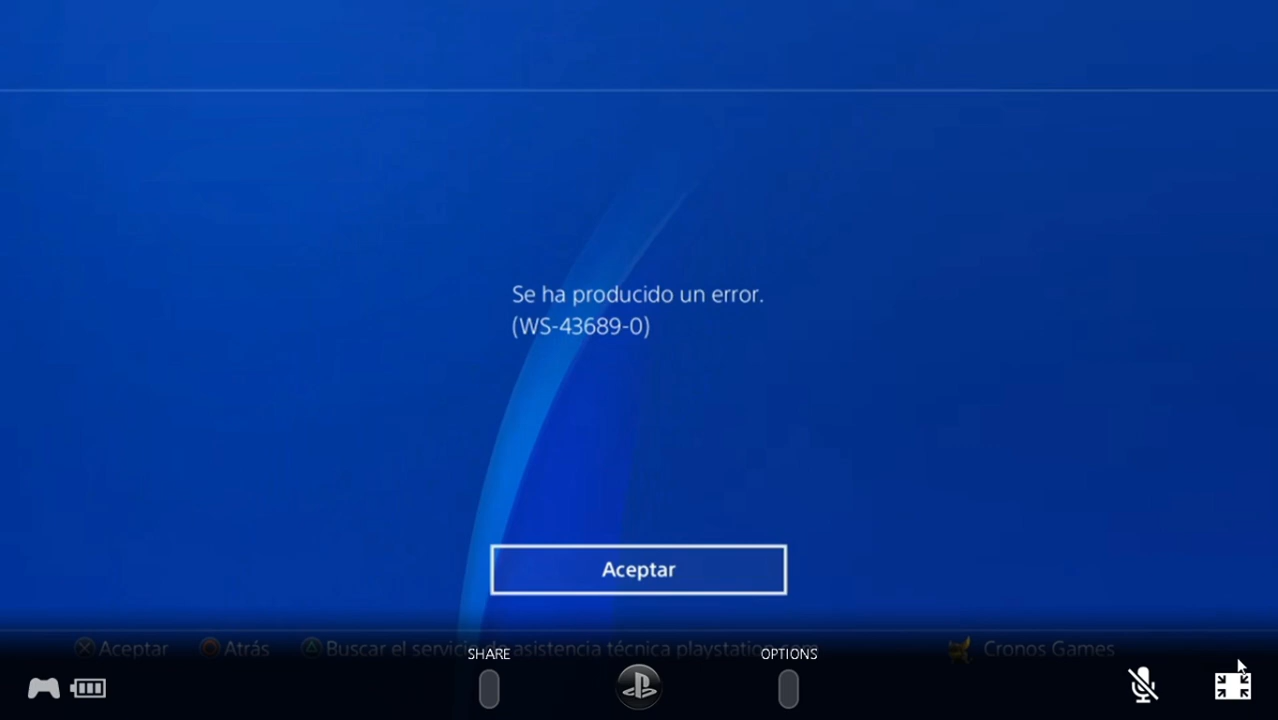 Se ha producido un error.
(WS-43689-0)
Aceptar
Aceptar Atrás Buscar el servicio de asistencia técnica playstatio Cronos Games
SHARE OPTIONS